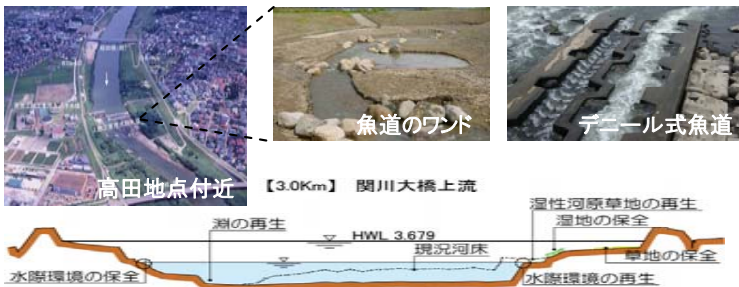 高田地点付近
魚道のワンド
デニール式魚道
【3.0Km】 関川大橋上流
淵の再生
HWL 3.679
現況河床
湿性河原草地の再生
湿地の保全
草地の保全
水際環境の保全
水際環境の再生